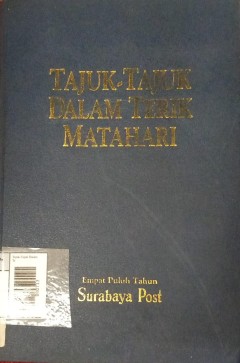 TAJUK-TAJUK
DALAM TERIK
MATAHARI
Empat Puluh Tahun
Surabaya Post